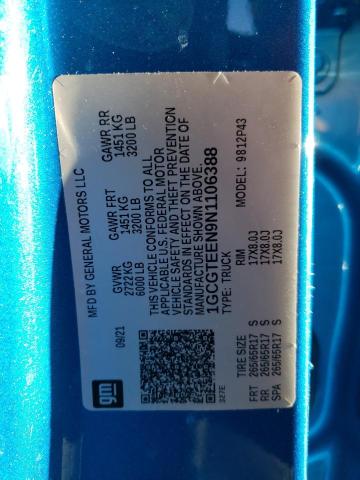 MFD BY GENERAL MOTORS LLC
09/21
GVWR GAWR FRT GAWR RR
2722 KG 1451 KG 1451 KG
6000 LB 3200 LB 3200 LB
THIS VEHICLE CONFORMS TO ALL
APPLICABLE U.S. FEDERAL MOTOR
VEHICLE SAFETY AND THEFT PREVENTION
STANDARDS IN EFFECT ON THE DATE OF
MANUFACTURE SHOWN ABOVE.
1GCGTEEN9N1106388
TYPE: TRUCK MODEL: 9812P43
TIRE SIZE RIM
FRT 265/65R17 S 17X8.0J
RR 265/65R17 S 17X8.0J
SPA 265/65R17 S 17X8.0J
gm
3Z7E